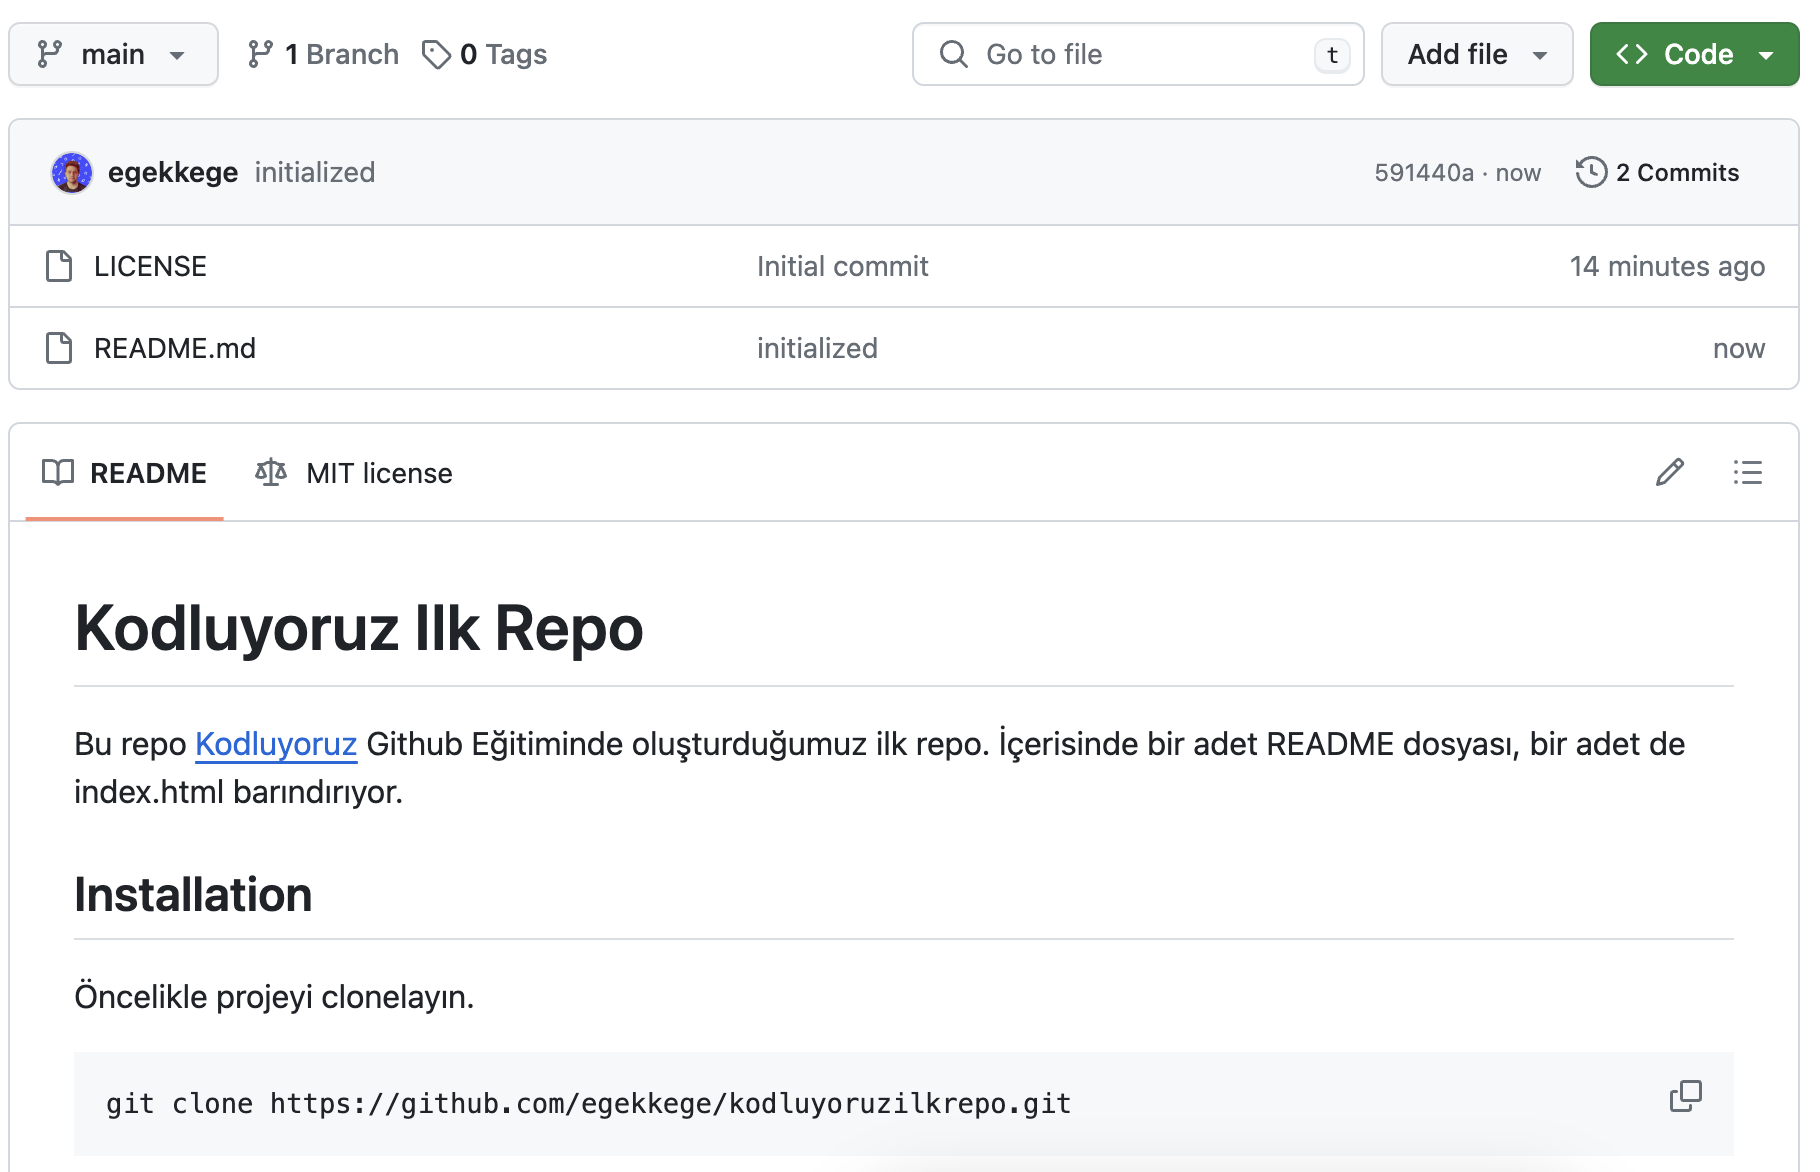 main
1 Branch
0 Tags
Go to file
t
Add file
Code
egekkege initialized
591440a · now
2 Commits
LICENSE
Initial commit
14 minutes ago
README.md
initialized
now
README
MIT license
Kodluyoruz Ilk Repo
Bu repo Kodluyoruz Github Eğitiminde oluşturduğumuz ilk repo. İçerisinde bir adet README dosyası, bir adet de
index.html barındırıyor.
Installation
Öncelikle projeyi clonelayın.
git clone https://github.com/egekkege/kodluyoruzilkrepo.git